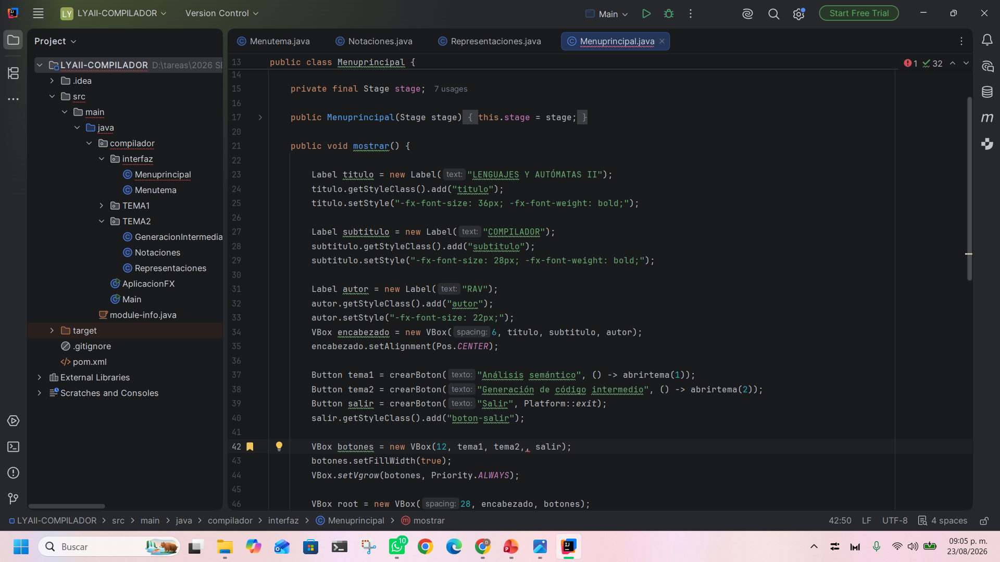 LY LYAII-COMPILADOR Version Control Main Start Free Trial
Project
Menutema.java Notaciones.java Representaciones.java Menuprincipal.java
LYAII-COMPILADOR D:\tareas\2026 SE
.idea
src
main
java
compilador
interfaz
Menuprincipal
Menutema
TEMA1
TEMA2
GeneracionIntermedia
Notaciones
Representaciones
AplicacionFX
Main
module-info.java
target
.gitignore
pom.xml
External Libraries
Scratches and Consoles
1 32
13 public class Menuprincipal {
14
15 private final Stage stage; 7 usages
16
17 public Menuprincipal(Stage stage) { this.stage = stage; }
20
21 public void mostrar() {
22
23 Label titulo = new Label( text: "LENGUAJES Y AUTÓMATAS II");
24 titulo.getStyleClass().add("titulo");
25 titulo.setStyle("-fx-font-size: 36px; -fx-font-weight: bold;");
26
27 Label subtitulo = new Label( text: "COMPILADOR");
28 subtitulo.getStyleClass().add("subtitulo");
29 subtitulo.setStyle("-fx-font-size: 28px; -fx-font-weight: bold;");
30
31 Label autor = new Label( text: "RAV");
32 autor.getStyleClass().add("autor");
33 autor.setStyle("-fx-font-size: 22px;");
34 VBox encabezado = new VBox( spacing: 6, titulo, subtitulo, autor);
35 encabezado.setAlignment(Pos.CENTER);
36
37 Button tema1 = crearBoton( texto: "Análisis semántico", () -> abrirtema(1));
38 Button tema2 = crearBoton( texto: "Generación de código intermedio", () -> abrirtema(2));
39 Button salir = crearBoton( texto: "Salir", Platform::exit);
40 salir.getStyleClass().add("boton-salir");
41
42 VBox botones = new VBox(12, tema1, tema2,, salir);
43 botones.setFillWidth(true);
44 VBox.setVgrow(botones, Priority.ALWAYS);
45
46 VBox root = new VBox( spacing: 28, encabezado, botones);
LYAII-COMPILADOR > src > main > java > compilador > interfaz > Menuprincipal > mostrar
42:50 LF UTF-8 4 spaces
Buscar
10
09:05 p. m.
23/08/2026